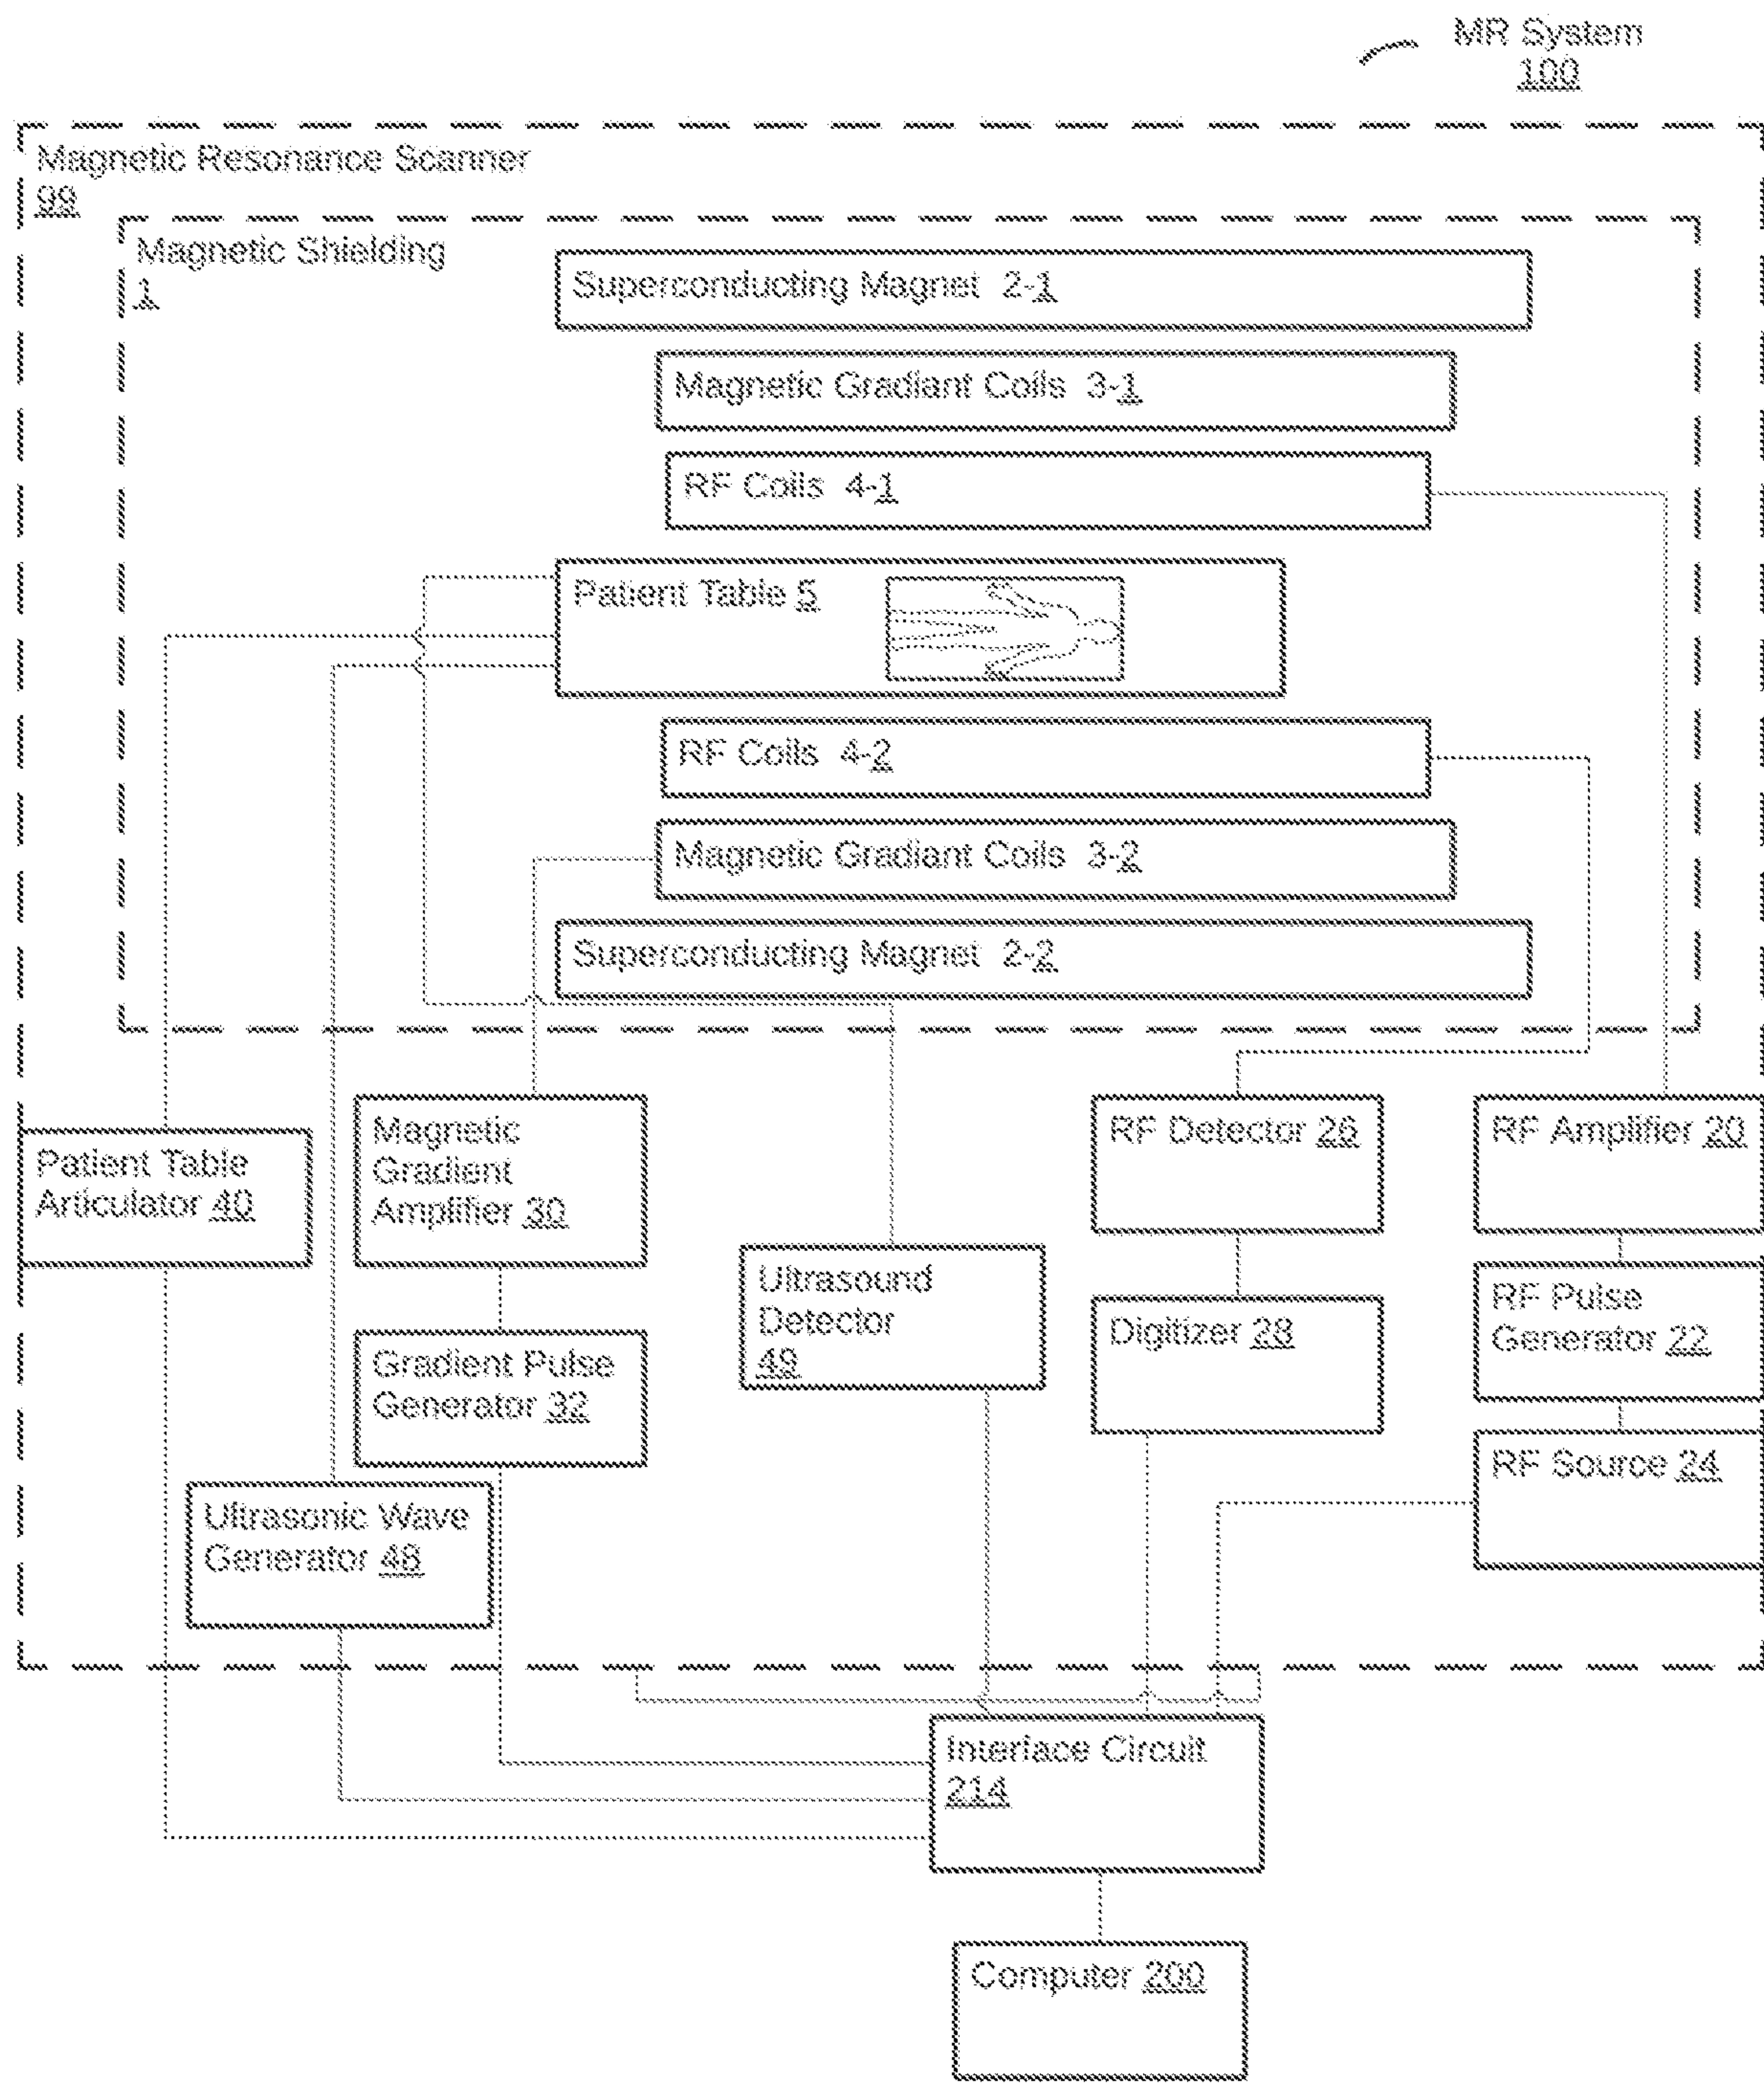 MR System
100
Magnetic Resonance Scanner
99
Magnetic Shielding
1
Superconducting Magnet 2-1
Magnetic Gradiant Coils 3-1
RF Coils 4-1
Patient Table 5
RF Coils 4-2
Magnetic Gradiant Coils 3-2
Superconducting Magnet 2-2
Patient Table
Articulator 40
Magnetic
Gradient
Amplifier 30
RF Detector 26
RF Amplifier 20
Ultrasound
Detector
49
Digitizer 28
RF Pulse
Generator 22
Gradient Pulse
Generator 32
RF Source 24
Ultrasonic Wave
Generator 48
Interface Circuit
214
Computer 200